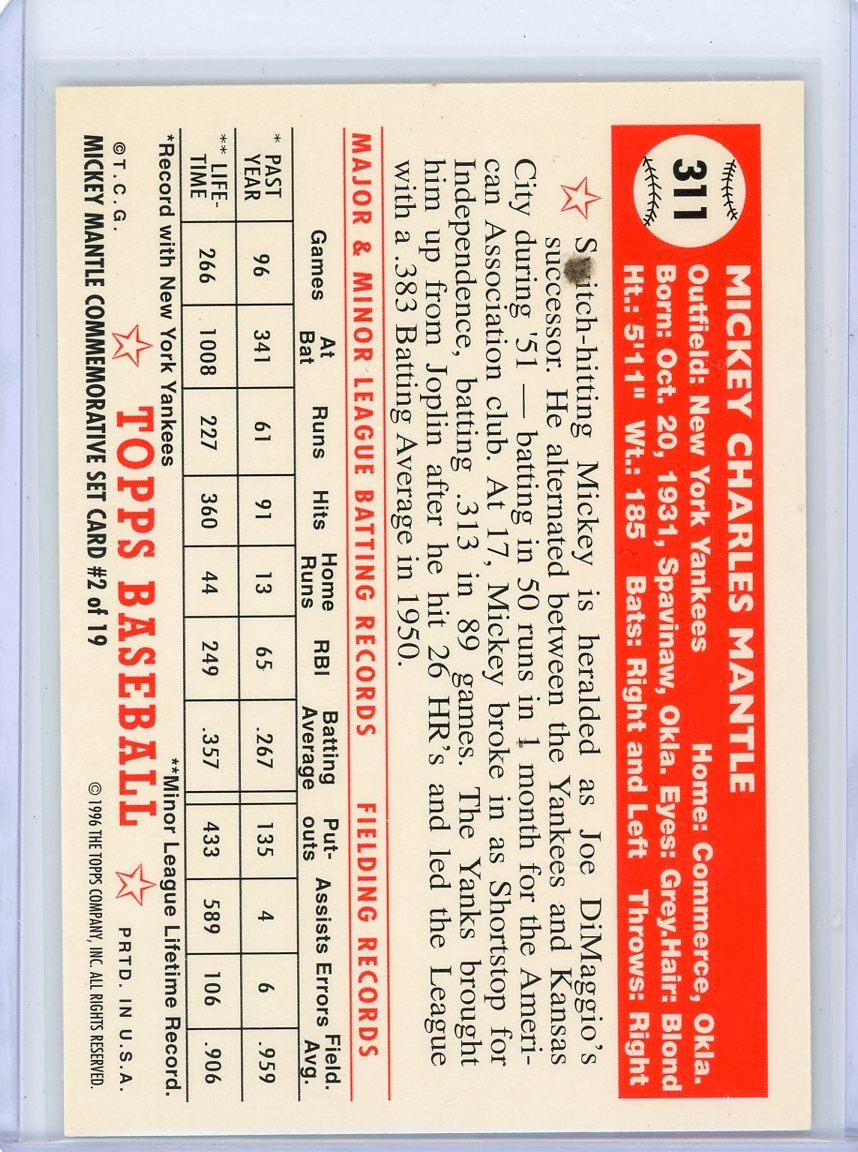 311
MICKEY CHARLES MANTLE
Outfield: New York Yankees Home: Commerce, Okla.
Born: Oct. 20, 1931, Spavinaw, Okla. Eyes: Grey.Hair: Blond
Ht.: 5'11" Wt.: 185 Bats: Right and Left Throws: Right
Mickey is heralded as Joe DiMaggio's
successor. He alternated between the Yankees and Kansas
City during '51 — batting in 50 runs in 1 month for the Ameri-
can Association club. At 17, Mickey broke in as Shortstop for
Independence, batting .313 in 89 games. The Yanks brought
him up from Joplin after he hit 26 HR's and led the League
with a .383 Batting Average in 1950.
MAJOR & MINOR LEAGUE BATTING RECORDS FIELDING RECORDS
Games At Bat Runs Hits Home Runs RBI Batting Average Put-outs Assists Errors Field. Avg.
* PAST YEAR 96 341 61 91 13 65 .267 135 4 6 .959
** LIFE-TIME 266 1008 227 360 44 249 .357 433 589 106 .906
*Record with New York Yankees **Minor League Lifetime Record.
©T.C.G. TOPPS BASEBALL PRTD. IN U.S.A.
MICKEY MANTLE COMMEMORATIVE SET CARD #2 of 19 © 1996 THE TOPPS COMPANY, INC. ALL RIGHTS RESERVED.